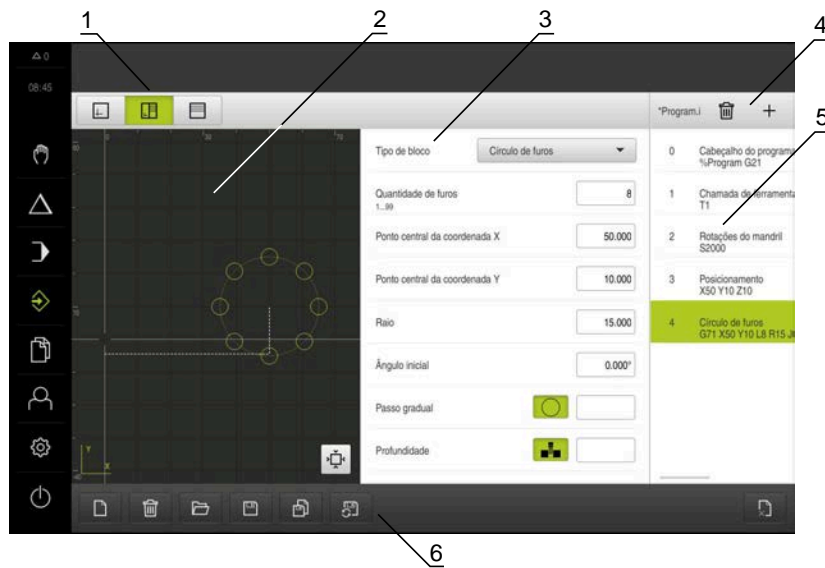 1
2
3
4
5
6
0
08:45
*Program.i
Tipo de bloco
Círculo de furos
Quantidade de furos
1...99
8
Ponto central da coordenada X
50.000
Ponto central da coordenada Y
10.000
Raio
15.000
Ângulo inicial
0.000°
Passo gradual
Profundidade
Y
X
0 Cabeçalho do programa
%Program G21
1 Chamada de ferramenta
T1
2 Rotações do mandril
S2000
3 Posicionamento
X50 Y10 Z10
4 Círculo de furos
G71 X50 Y10 L8 R15